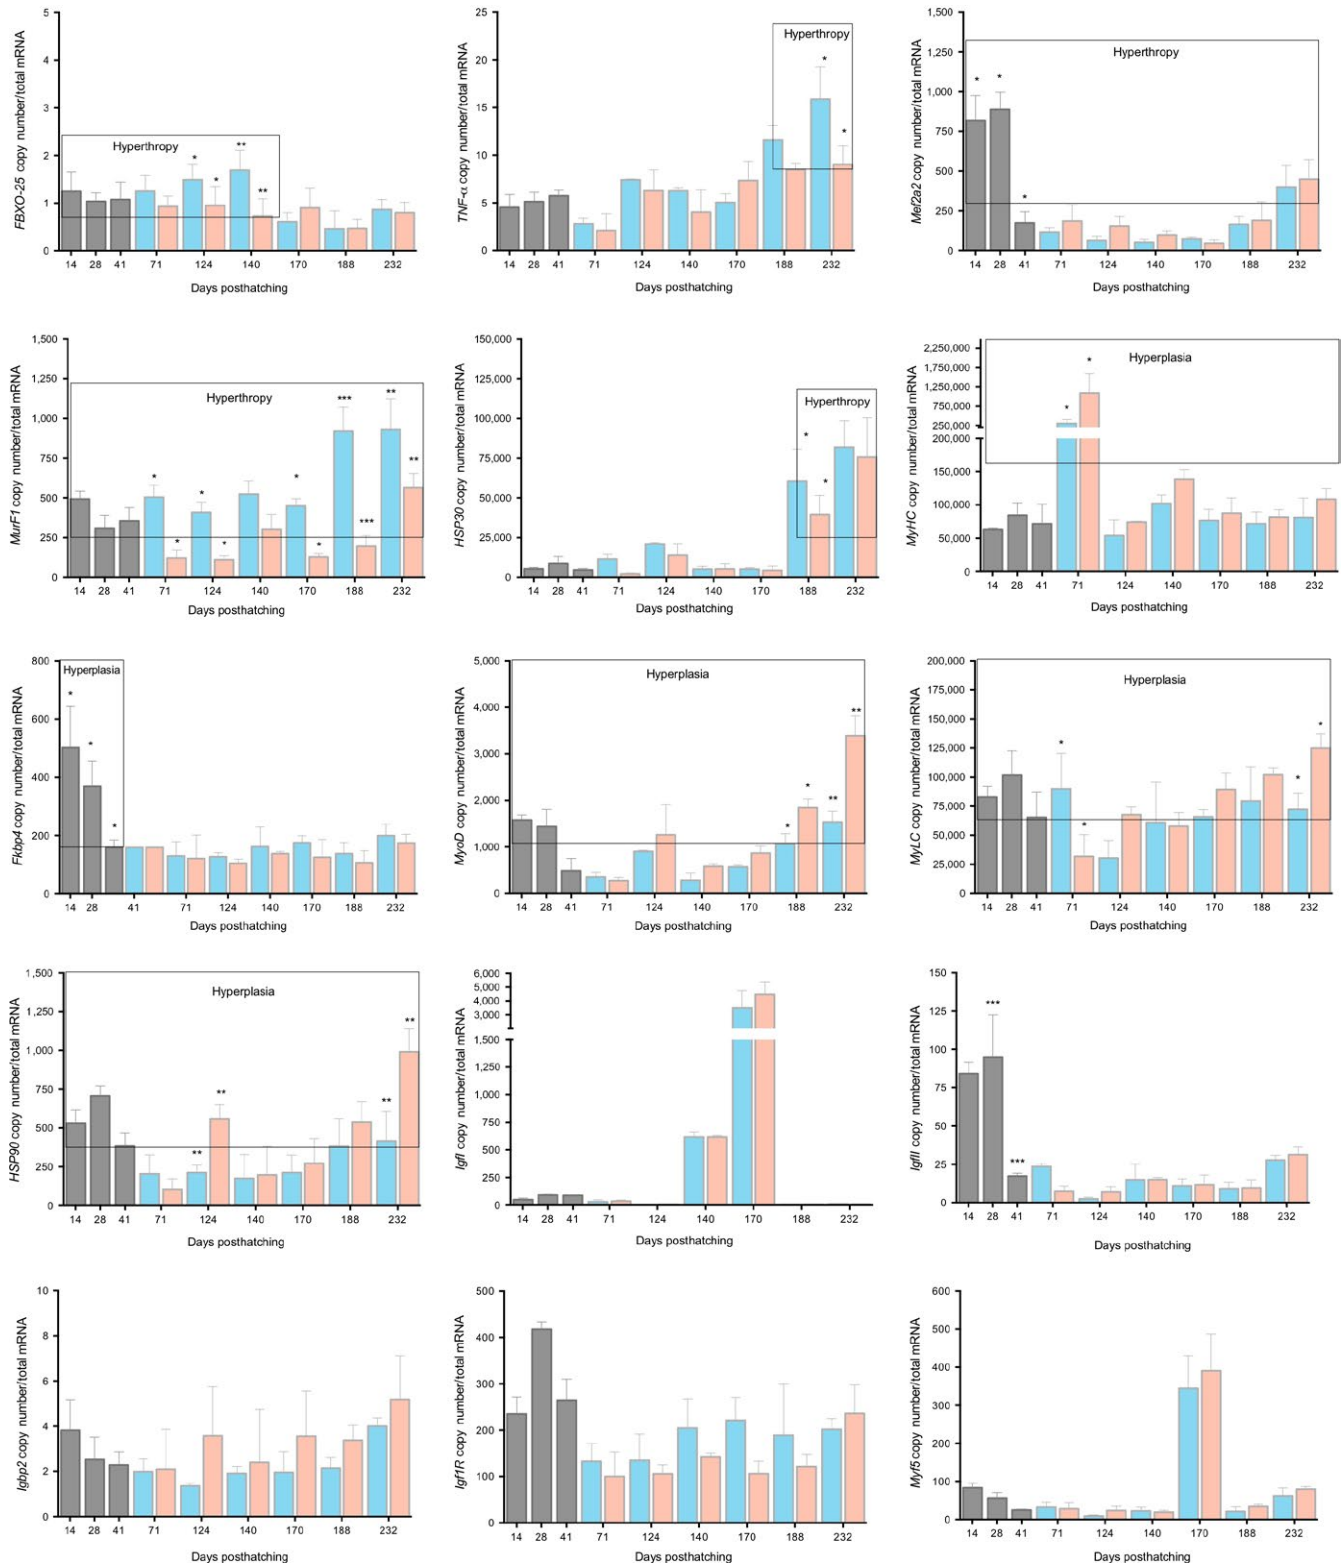 FBXO-25 copy number/total mRNA
5
4
3
2
1
0
Hyperthropy
* ** * **
14 28 41 71 124 140 170 188 232
Days posthatching
TNF-α copy number/total mRNA
25
20
15
10
5
0
Hyperthropy
* *
14 28 41 71 124 140 170 188 232
Days posthatching
Mef2a2 copy number/total mRNA
1,500
1,250
1,000
750
500
250
0
Hyperthropy
* * *
14 28 41 71 124 140 170 188 232
Days posthatching
MurF1 copy number/total mRNA
1,500
1,250
1,000
750
500
250
0
Hyperthropy
* * * * * *** *** ** **
14 28 41 71 124 140 170 188 232
Days posthatching
HSP30 copy number/total mRNA
150,000
125,000
100,000
75,000
50,000
25,000
0
Hyperthropy
* *
14 28 41 71 124 140 170 188 232
Days posthatching
MyHC copy number/total mRNA
2,250,000
1,750,000
1,250,000
750,000
250,000
200,000
150,000
100,000
50,000
0
Hyperplasia
* *
14 28 41 71 124 140 170 188 232
Days posthatching
Fkbp4 copy number/total mRNA
800
600
400
200
0
Hyperplasia
* * *
14 28 41 71 124 140 170 188 232
Days posthatching
MyoD copy number/total mRNA
5,000
4,000
3,000
2,000
1,000
0
Hyperplasia
* * ** **
14 28 41 71 124 140 170 188 232
Days posthatching
MyLC copy number/total mRNA
200,000
175,000
150,000
125,000
100,000
75,000
50,000
25,000
0
Hyperplasia
* * * *
14 28 41 71 124 140 170 188 232
Days posthatching
HSP90 copy number/total mRNA
1,500
1,250
1,000
750
500
250
0
Hyperplasia
** ** ** **
14 28 41 71 124 140 170 188 232
Days posthatching
IgfI copy number/total mRNA
6,000
5,000
4,000
3,000
1,500
1,000
750
500
250
0
14 28 41 71 124 140 170 188 232
Days posthatching
IgfII copy number/total mRNA
150
125
100
75
50
25
0
*** ***
14 28 41 71 124 140 170 188 232
Days posthatching
Igbp2 copy number/total mRNA
10
8
6
4
2
0
14 28 41 71 124 140 170 188 232
Days posthatching
Igf1R copy number/total mRNA
500
400
300
200
100
0
14 28 41 71 124 140 170 188 232
Days posthatching
Myf5 copy number/total mRNA
600
500
400
300
200
100
0
14 28 41 71 124 140 170 188 232
Days posthatching